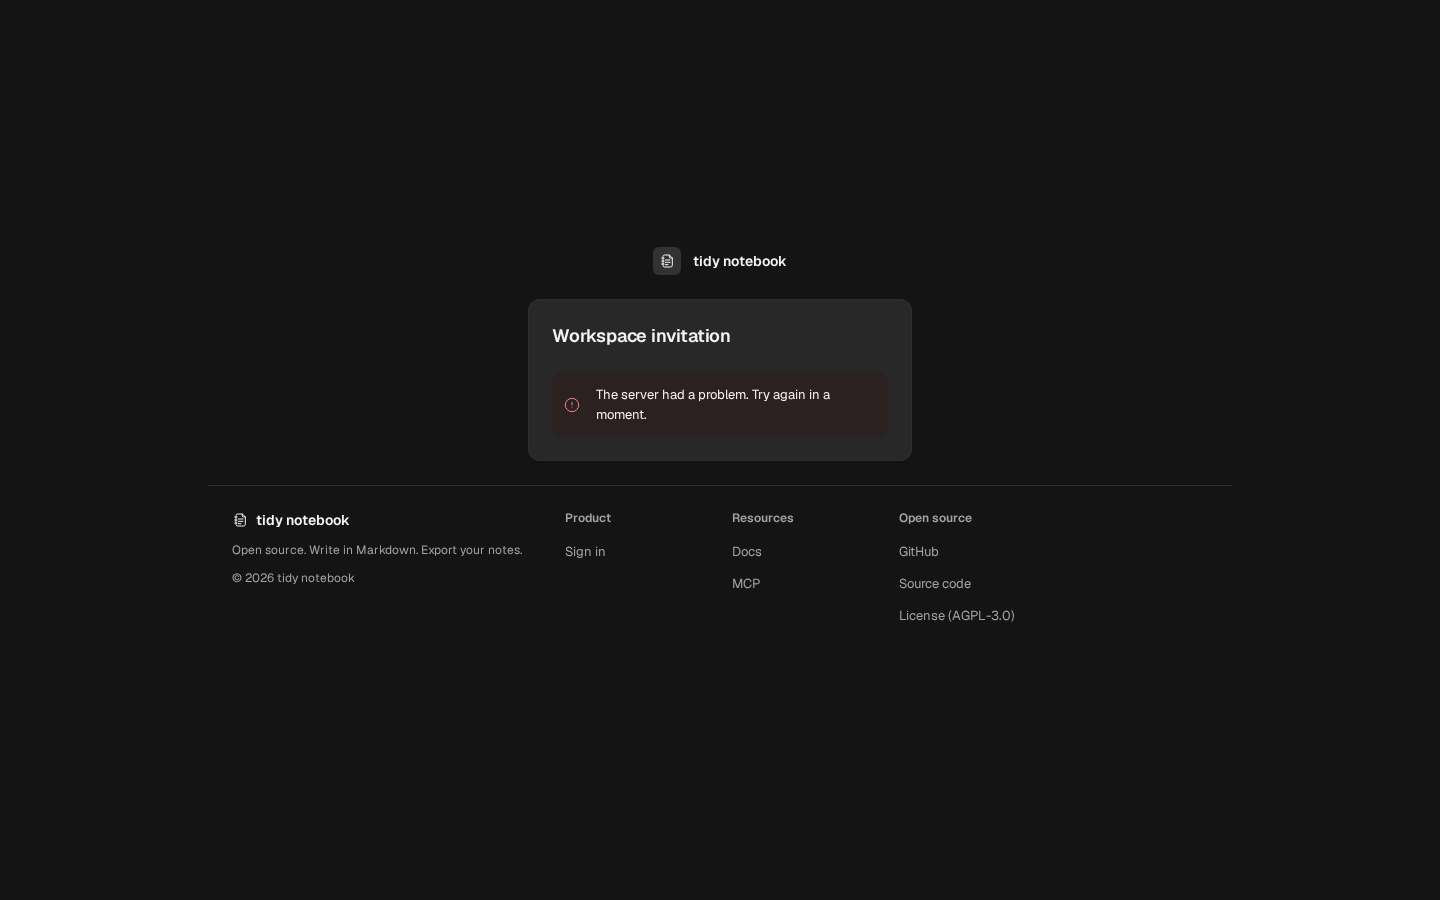 tidy notebook
Workspace invitation
The server had a problem. Try again in a
moment.
tidy notebook
Open source. Write in Markdown. Export your notes.
© 2026 tidy notebook
Product
Sign in
Resources
Docs
MCP
Open source
GitHub
Source code
License (AGPL-3.0)